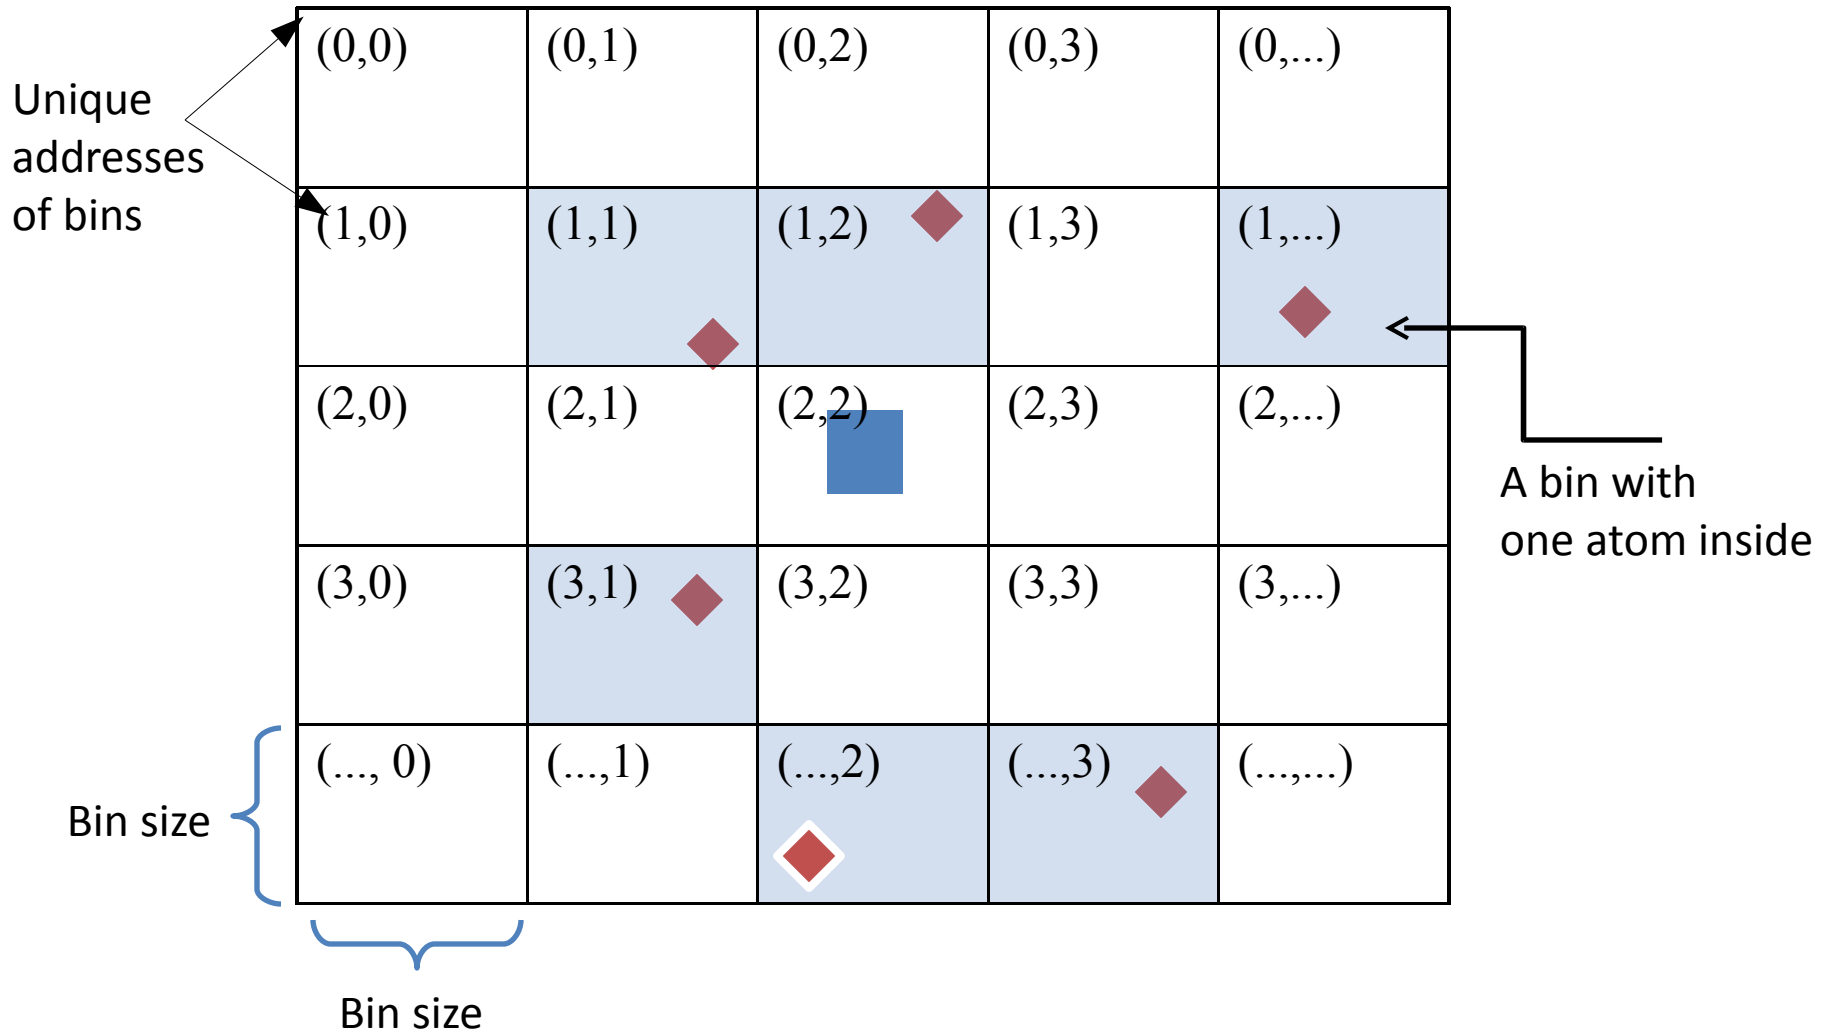 (0,0) (0,1) (0,2) (0,3) (0,...)
Unique
addresses
of bins
(1,0) (1,1) (1,2) (1,3) (1,...)
(2,0) (2,1) (2,2) (2,3) (2,...)
A bin with
one atom inside
(3,0) (3,1) (3,2) (3,3) (3,...)
(..., 0) (...,1) (...,2) (...,3) (...,...)
Bin size
Bin size